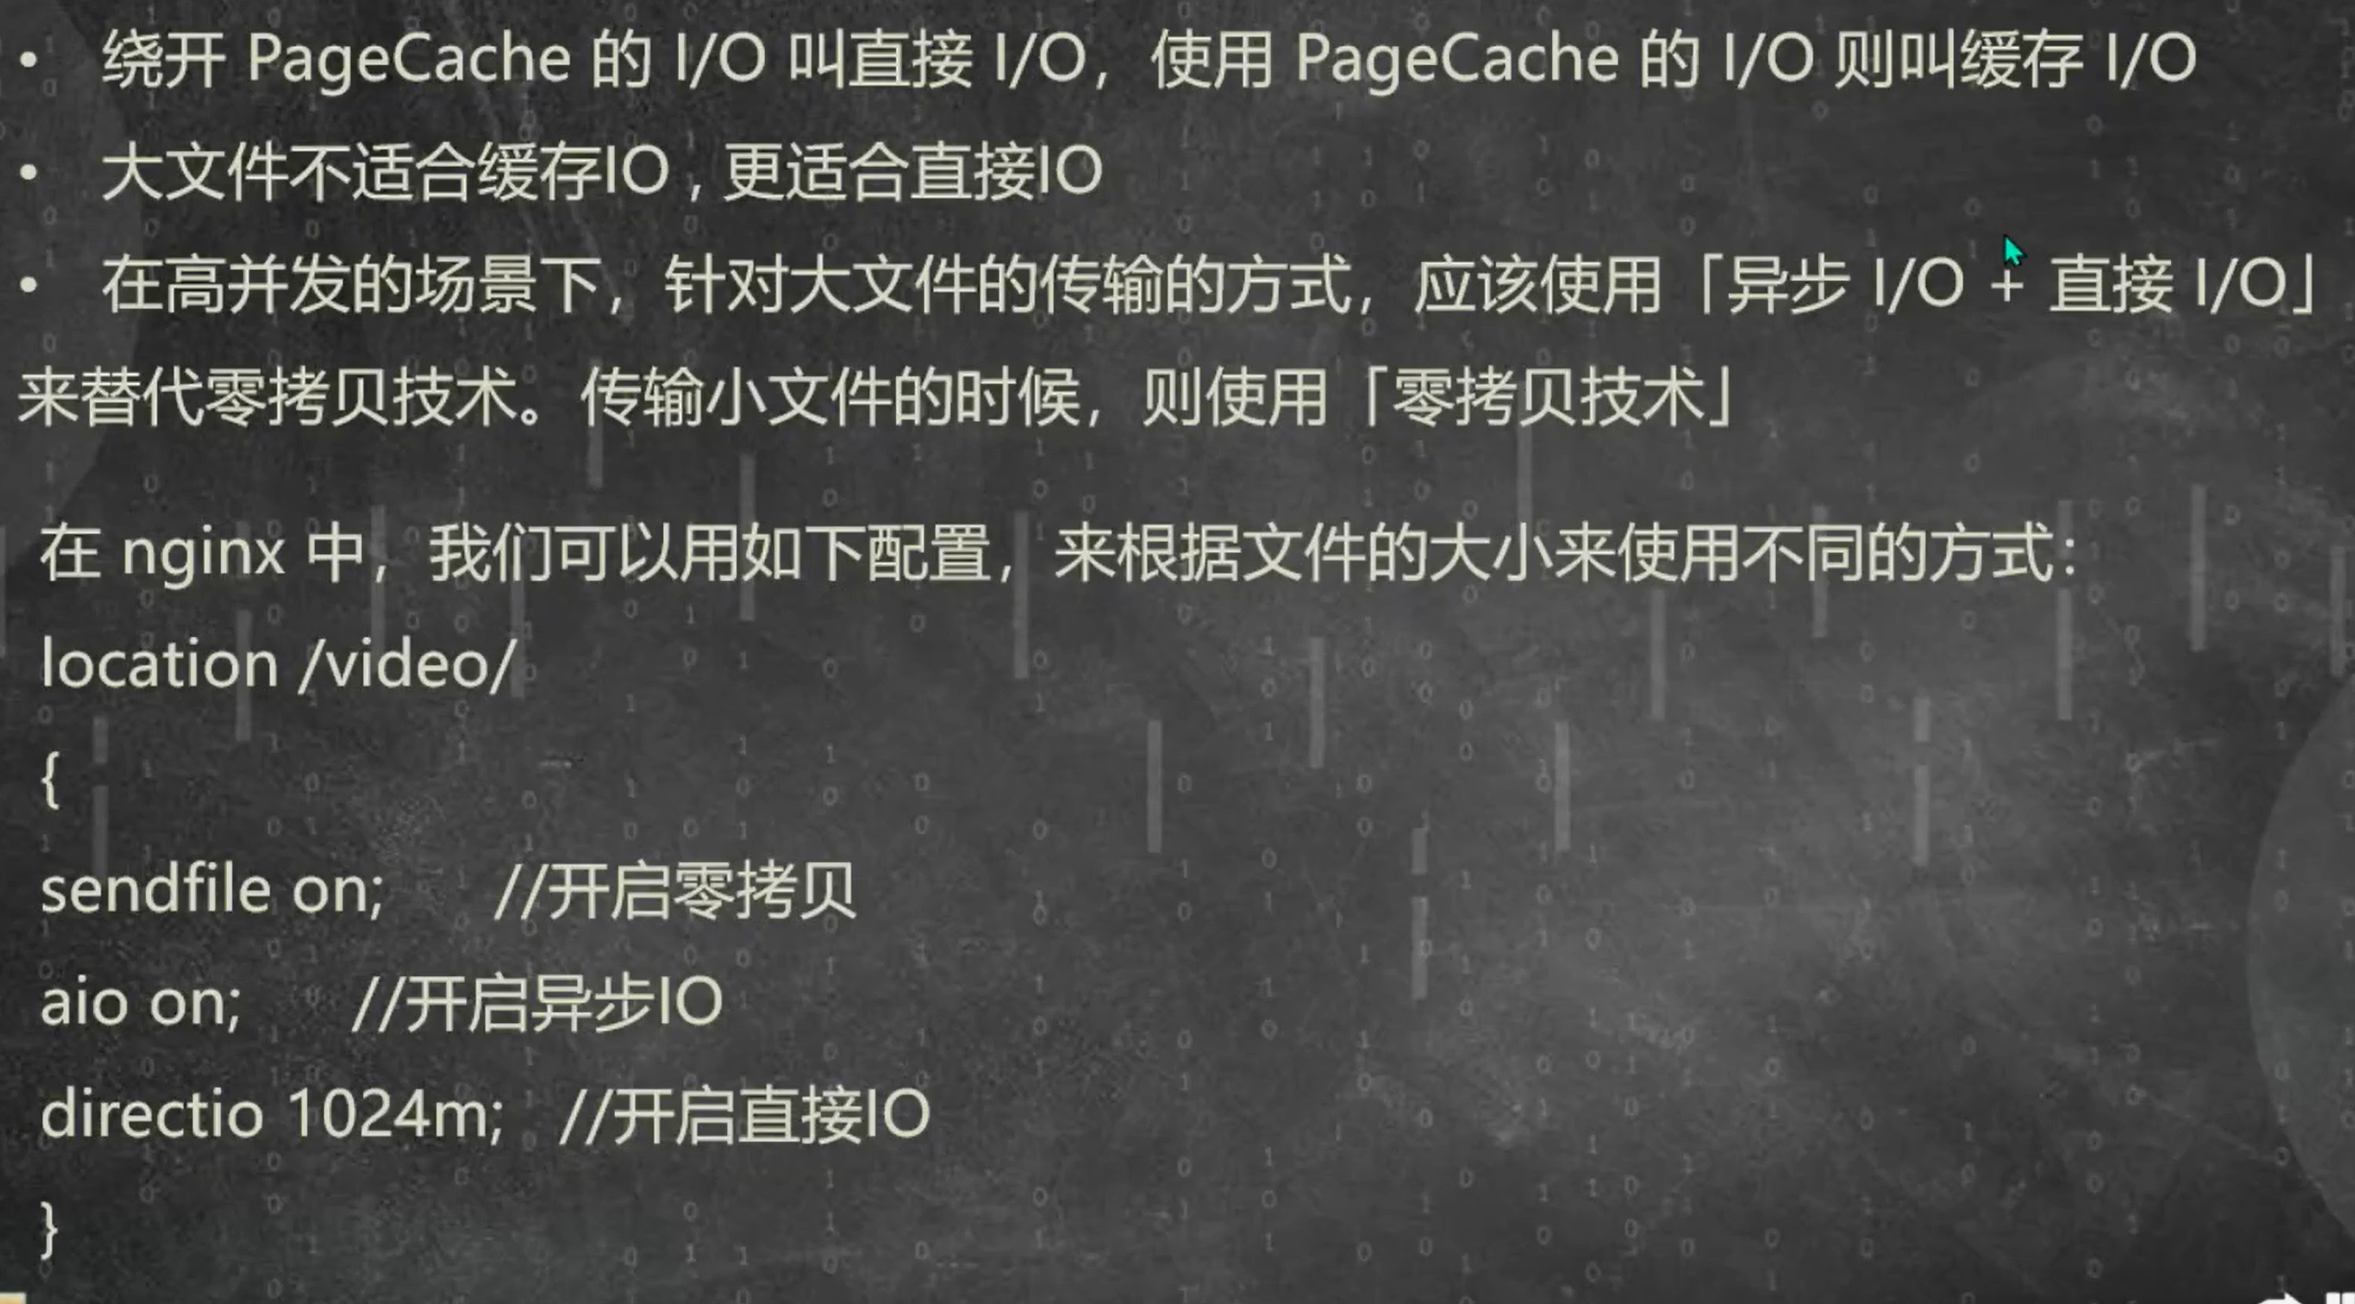 • 绕开 PageCache 的 I/O 叫直接 I/O，使用 PageCache 的 I/O 则叫缓存 I/O
• 大文件不适合缓存IO , 更适合直接IO
• 在高并发的场景下，针对大文件的传输的方式，应该使用「异步 I/O + 直接 I/O」
来替代零拷贝技术。传输小文件的时候，则使用「零拷贝技术」
在 nginx 中，我们可以用如下配置，来根据文件的大小来使用不同的方式：
location /video/
{
sendfile on; //开启零拷贝
aio on; //开启异步IO
directio 1024m; //开启直接IO
}